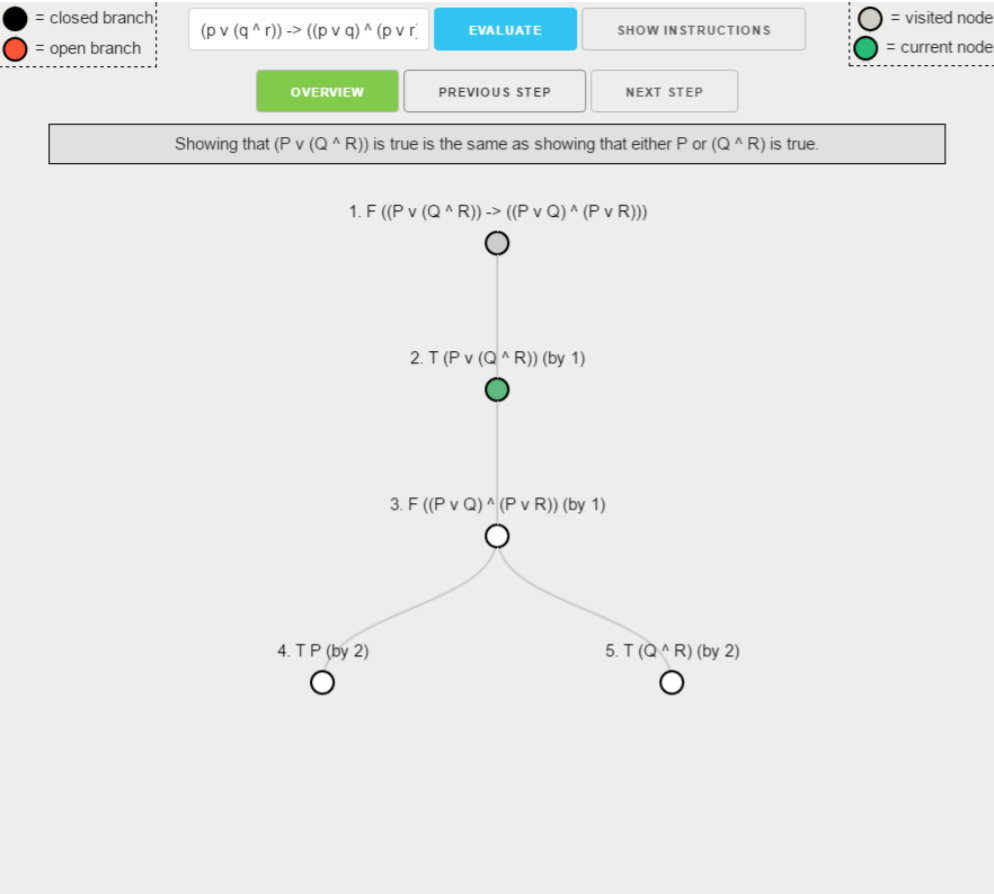 = closed branch
= open branch
(p v (q ^ r)) -> ((p v q) ^ (p v r)
EVALUATE
SHOW INSTRUCTIONS
= visited node
= current node
OVERVIEW
PREVIOUS STEP
NEXT STEP
Showing that (P v (Q ^ R)) is true is the same as showing that either P or (Q ^ R) is true.
1. F ((P v (Q ^ R)) -> ((P v Q) ^ (P v R)))
2. T (P v (Q ^ R)) (by 1)
3. F ((P v Q) ^ (P v R)) (by 1)
4. T P (by 2)
5. T (Q ^ R) (by 2)